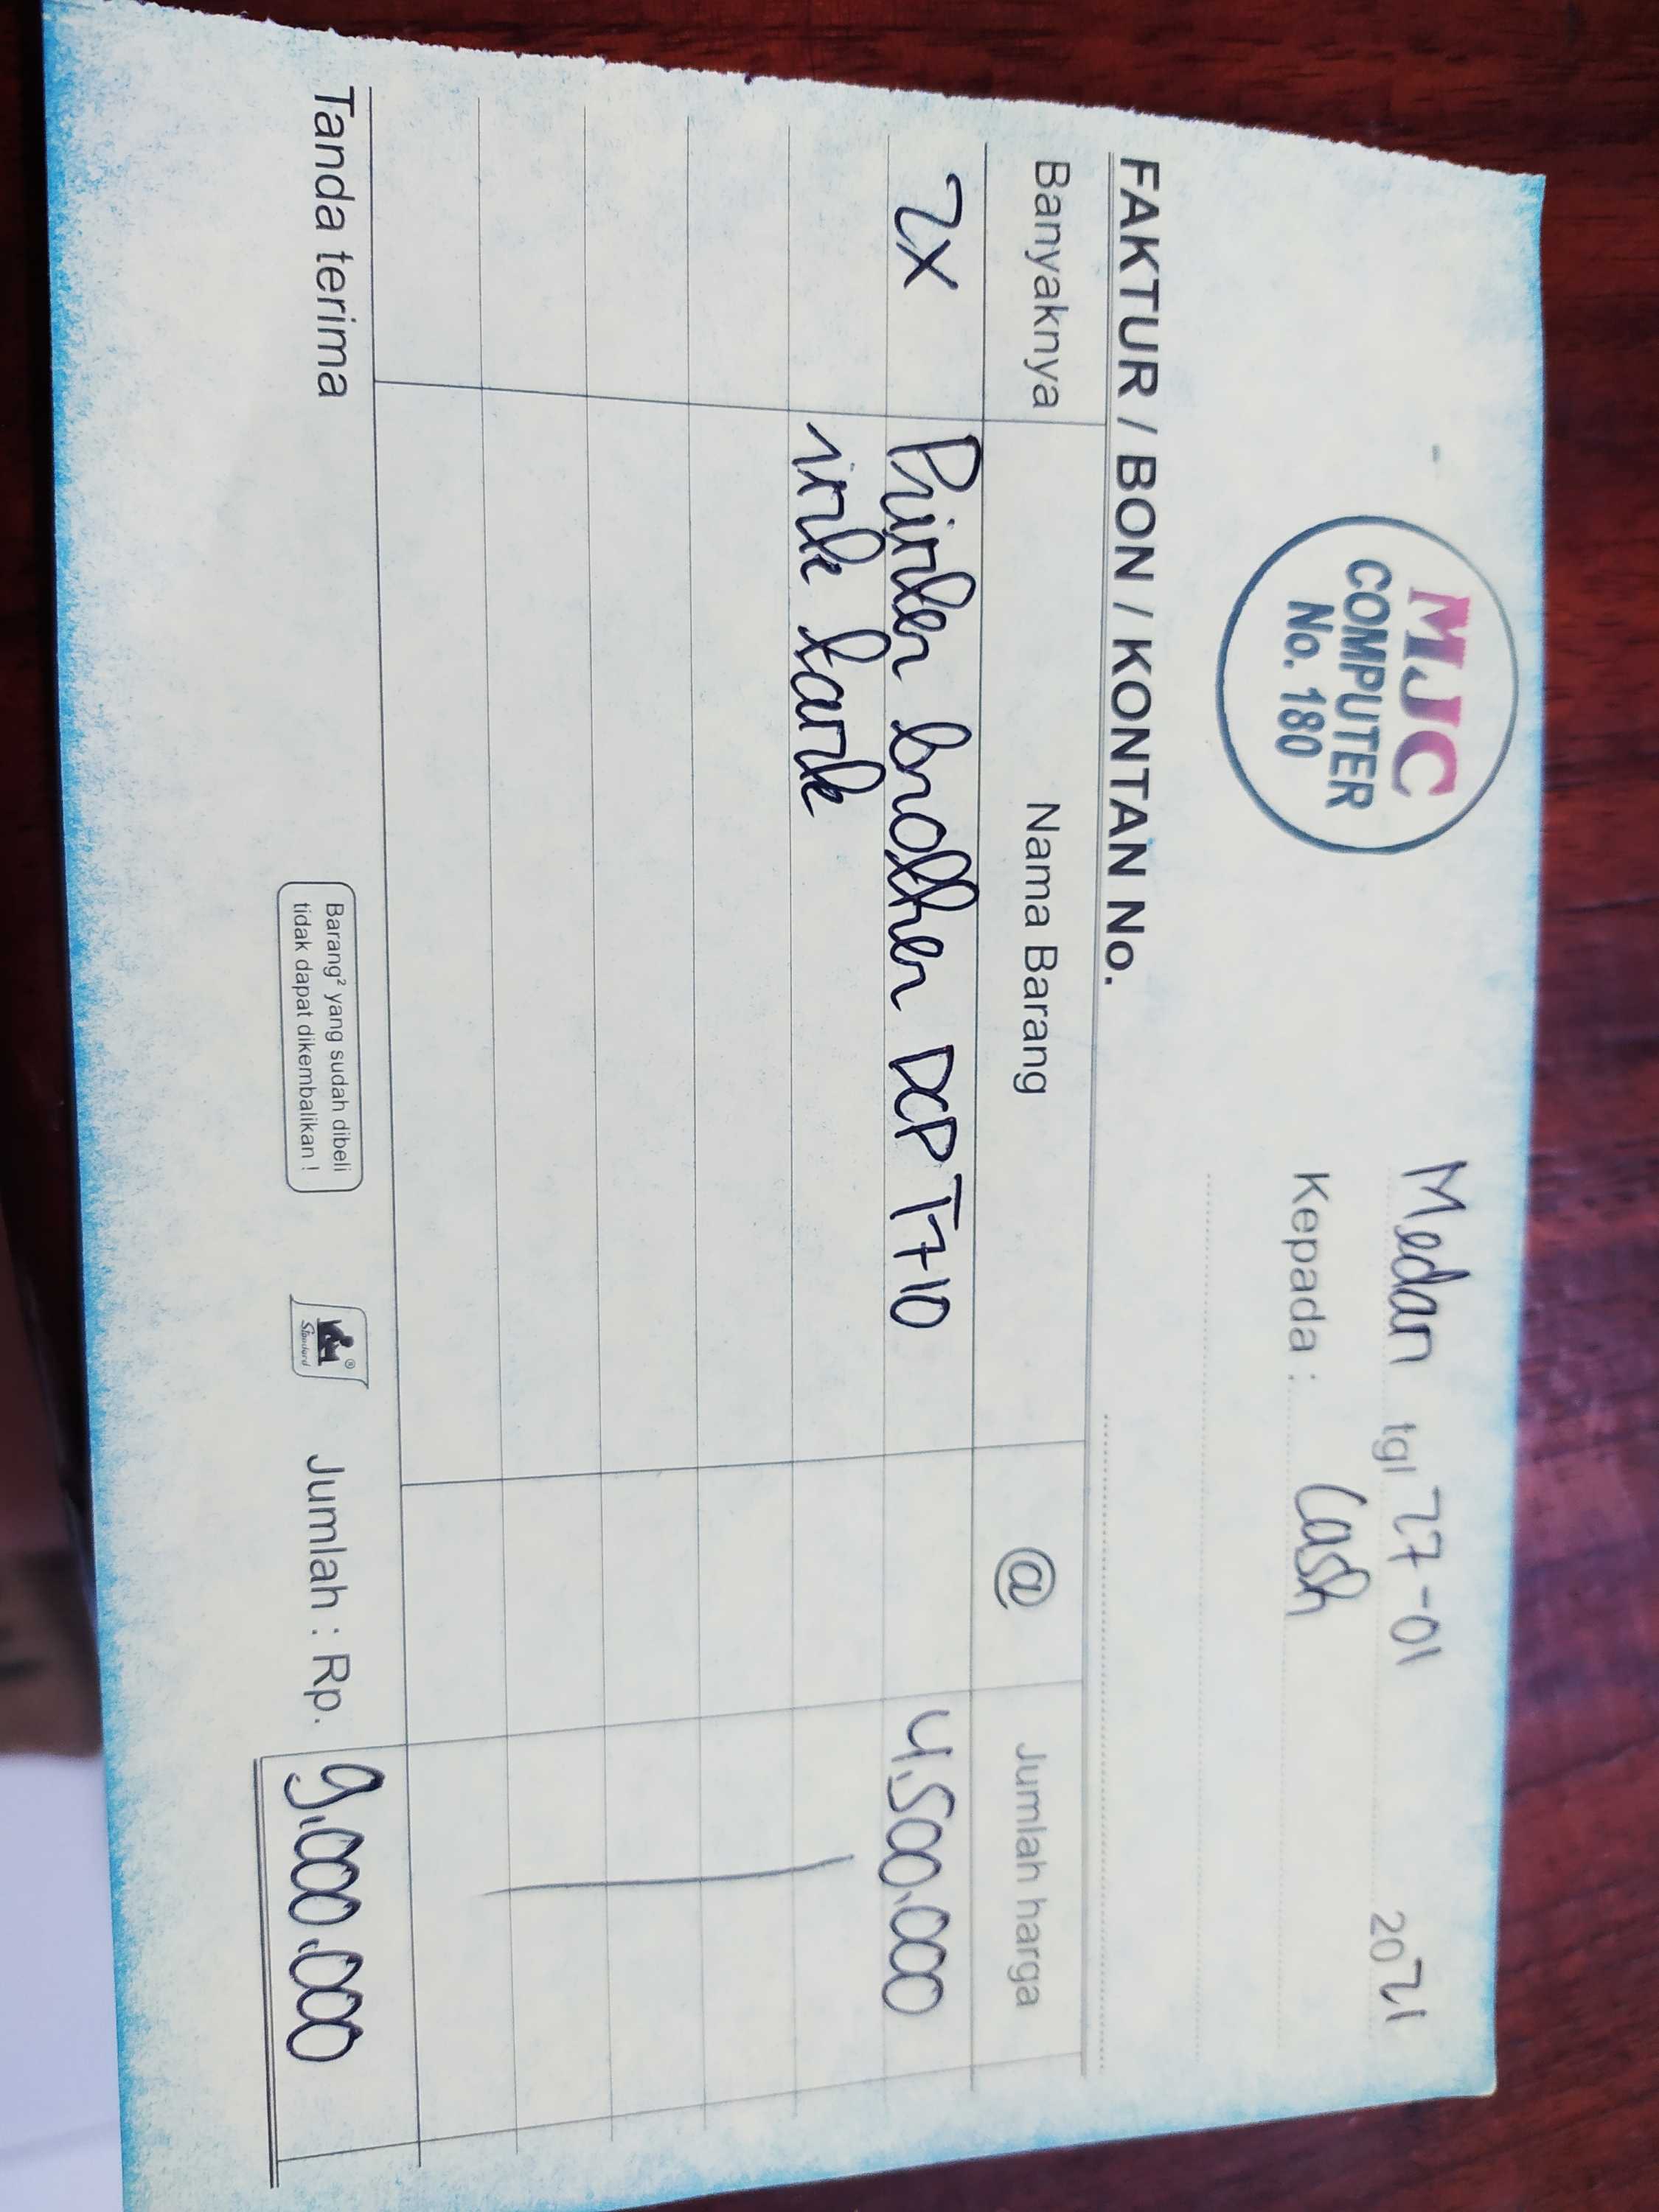 MJC
COMPUTER
No. 180
Medan tgl 27-01 2021
Kepada : Cash
FAKTUR / BON / KONTAN No.
Banyaknya Nama Barang @ Jumlah harga
2X Printer brother DCP T710 4.500.000
ink tank
Tanda terima
Barang² yang sudah dibeli
tidak dapat dikembalikan !
Standard
Jumlah : Rp. 9.000.000